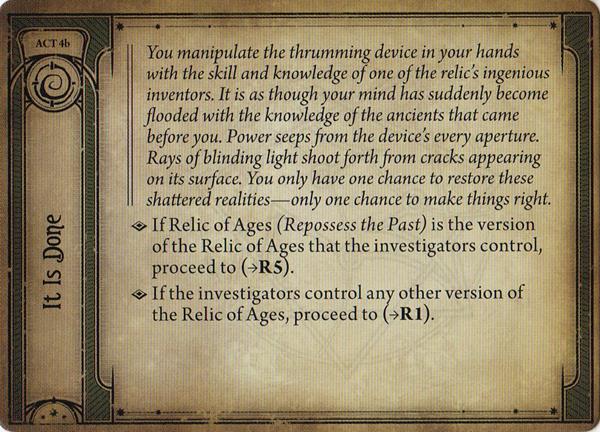 ACT 4b
It Is Done
You manipulate the thrumming device in your hands
with the skill and knowledge of one of the relic's ingenious
inventors. It is as though your mind has suddenly become
flooded with the knowledge of the ancients that came
before you. Power seeps from the device's every aperture.
Rays of blinding light shoot forth from cracks appearing
on its surface. You only have one chance to restore these
shattered realities—only one chance to make things right.
If Relic of Ages (Repossess the Past) is the version
of the Relic of Ages that the investigators control,
proceed to (→R5).
If the investigators control any other version of
the Relic of Ages, proceed to (→R1).